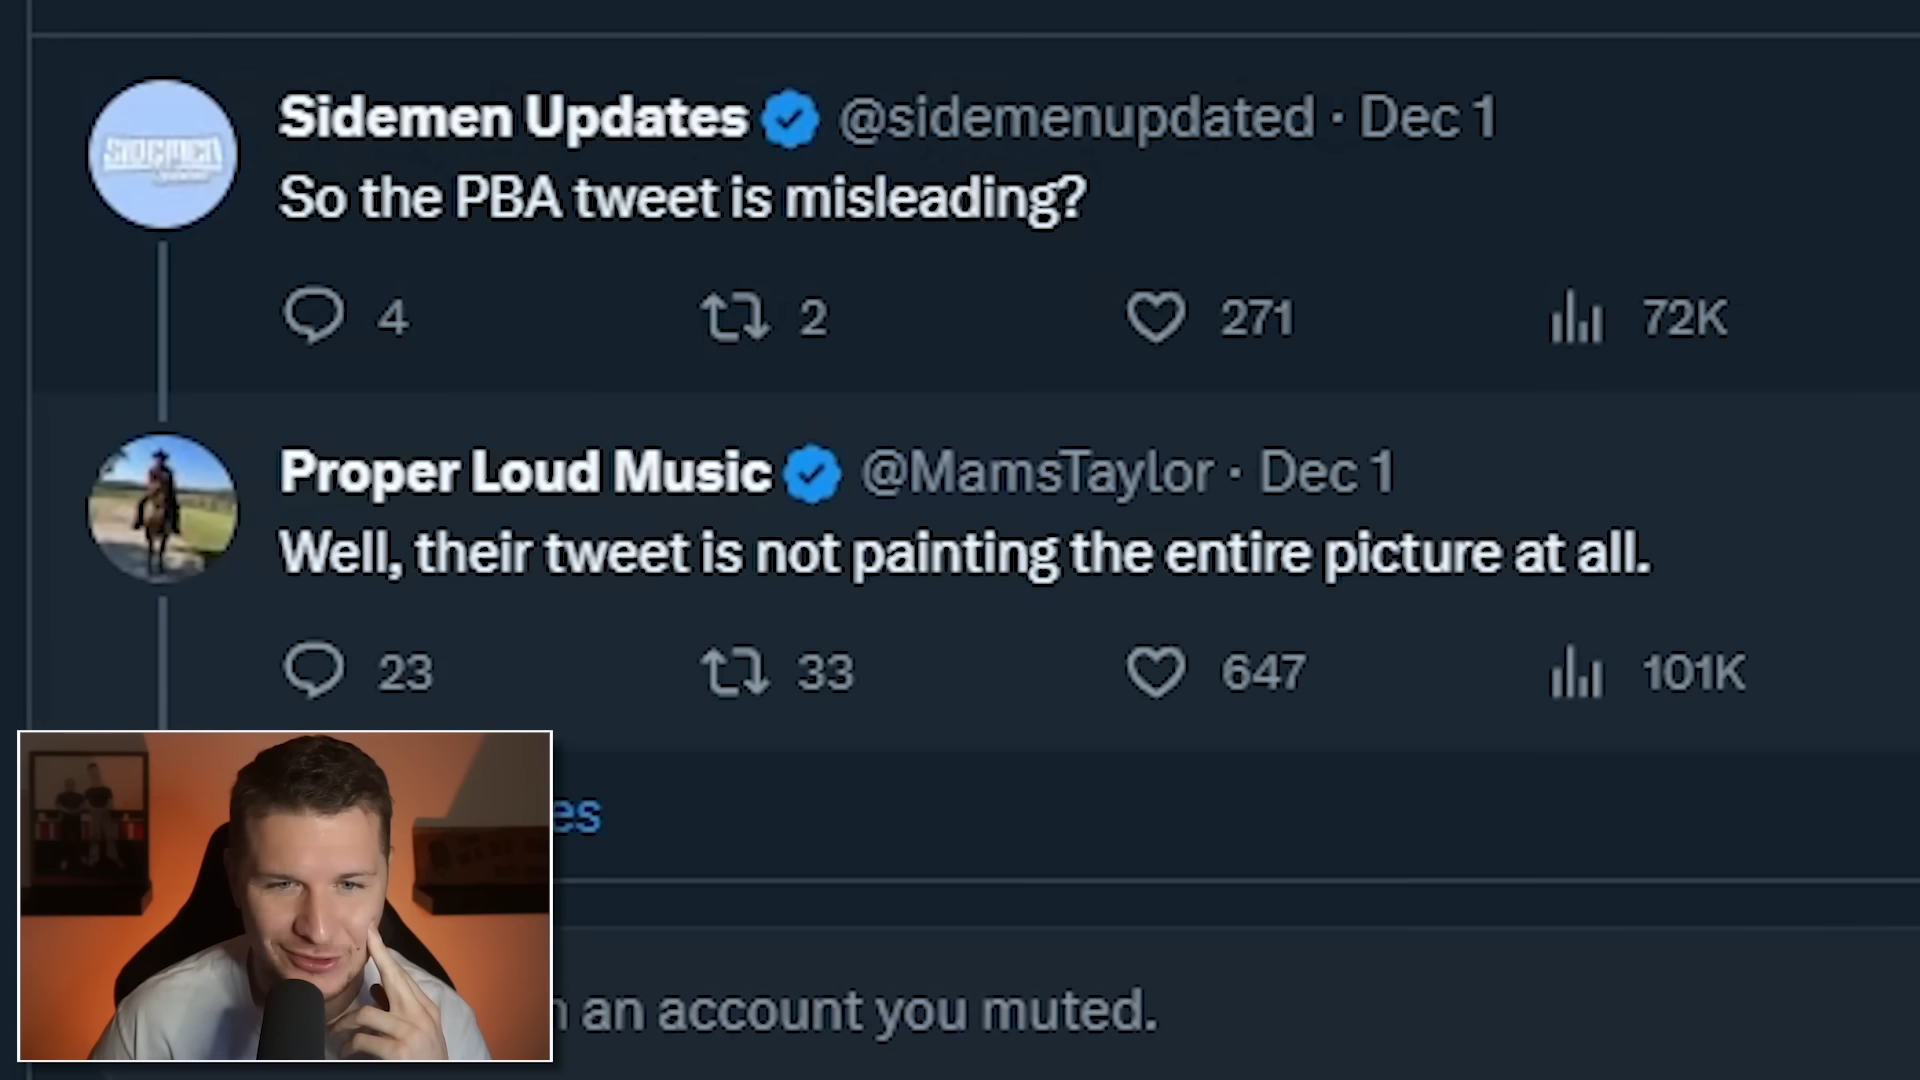 Sidemen Updates @sidemenupdated · Dec 1
SIDEMEN
So the PBA tweet is misleading?
4 2 271 72K
Proper Loud Music @MamsTaylor · Dec 1
Well, their tweet is not painting the entire picture at all.
23 33 647 101K
es
an account you muted.